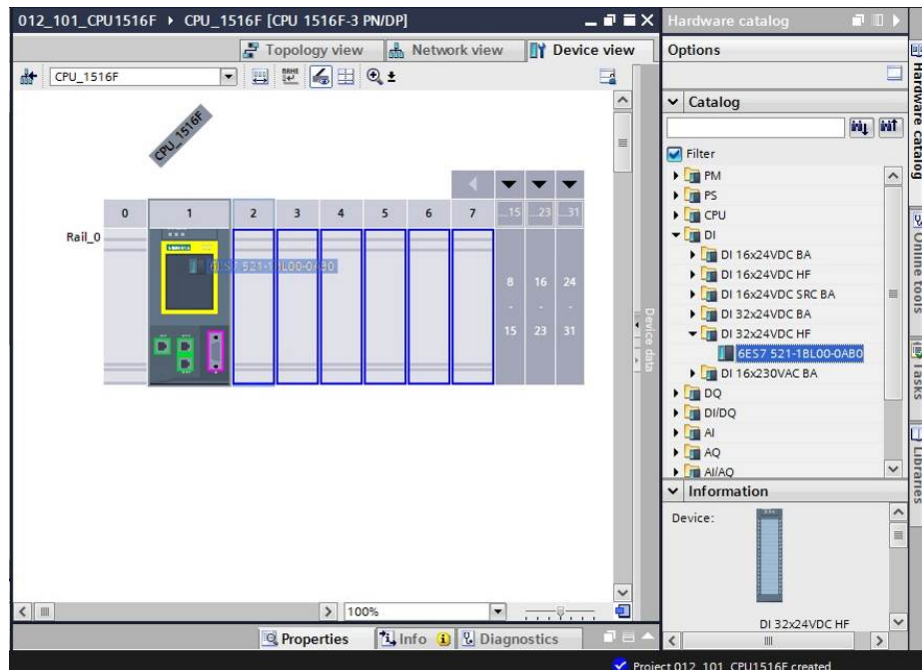 012_101_CPU1516F ▸ CPU_1516F [CPU 1516F-3 PN/DP]
Topology view
Network view
Device view
CPU_1516F
CPU_1516F
0 1 2 3 4 5 6 7 ...15 ...23 ...31
Rail_0
6ES7 521-1BL00-0AB0
8 16 24
- - -
15 23 31
Device data
100%
Properties
Info
Diagnostics
Hardware catalog
Options
Catalog
Filter
PM
PS
CPU
DI
DI 16x24VDC BA
DI 16x24VDC HF
DI 16x24VDC SRC BA
DI 32x24VDC BA
DI 32x24VDC HF
6ES7 521-1BL00-0AB0
DI 16x230VAC BA
DQ
DI/DQ
AI
AQ
AI/AQ
Information
Device:
DI 32x24VDC HF
Hardware catalog
Online tools
Tasks
Libraries
Project 012_101_CPU1516F created